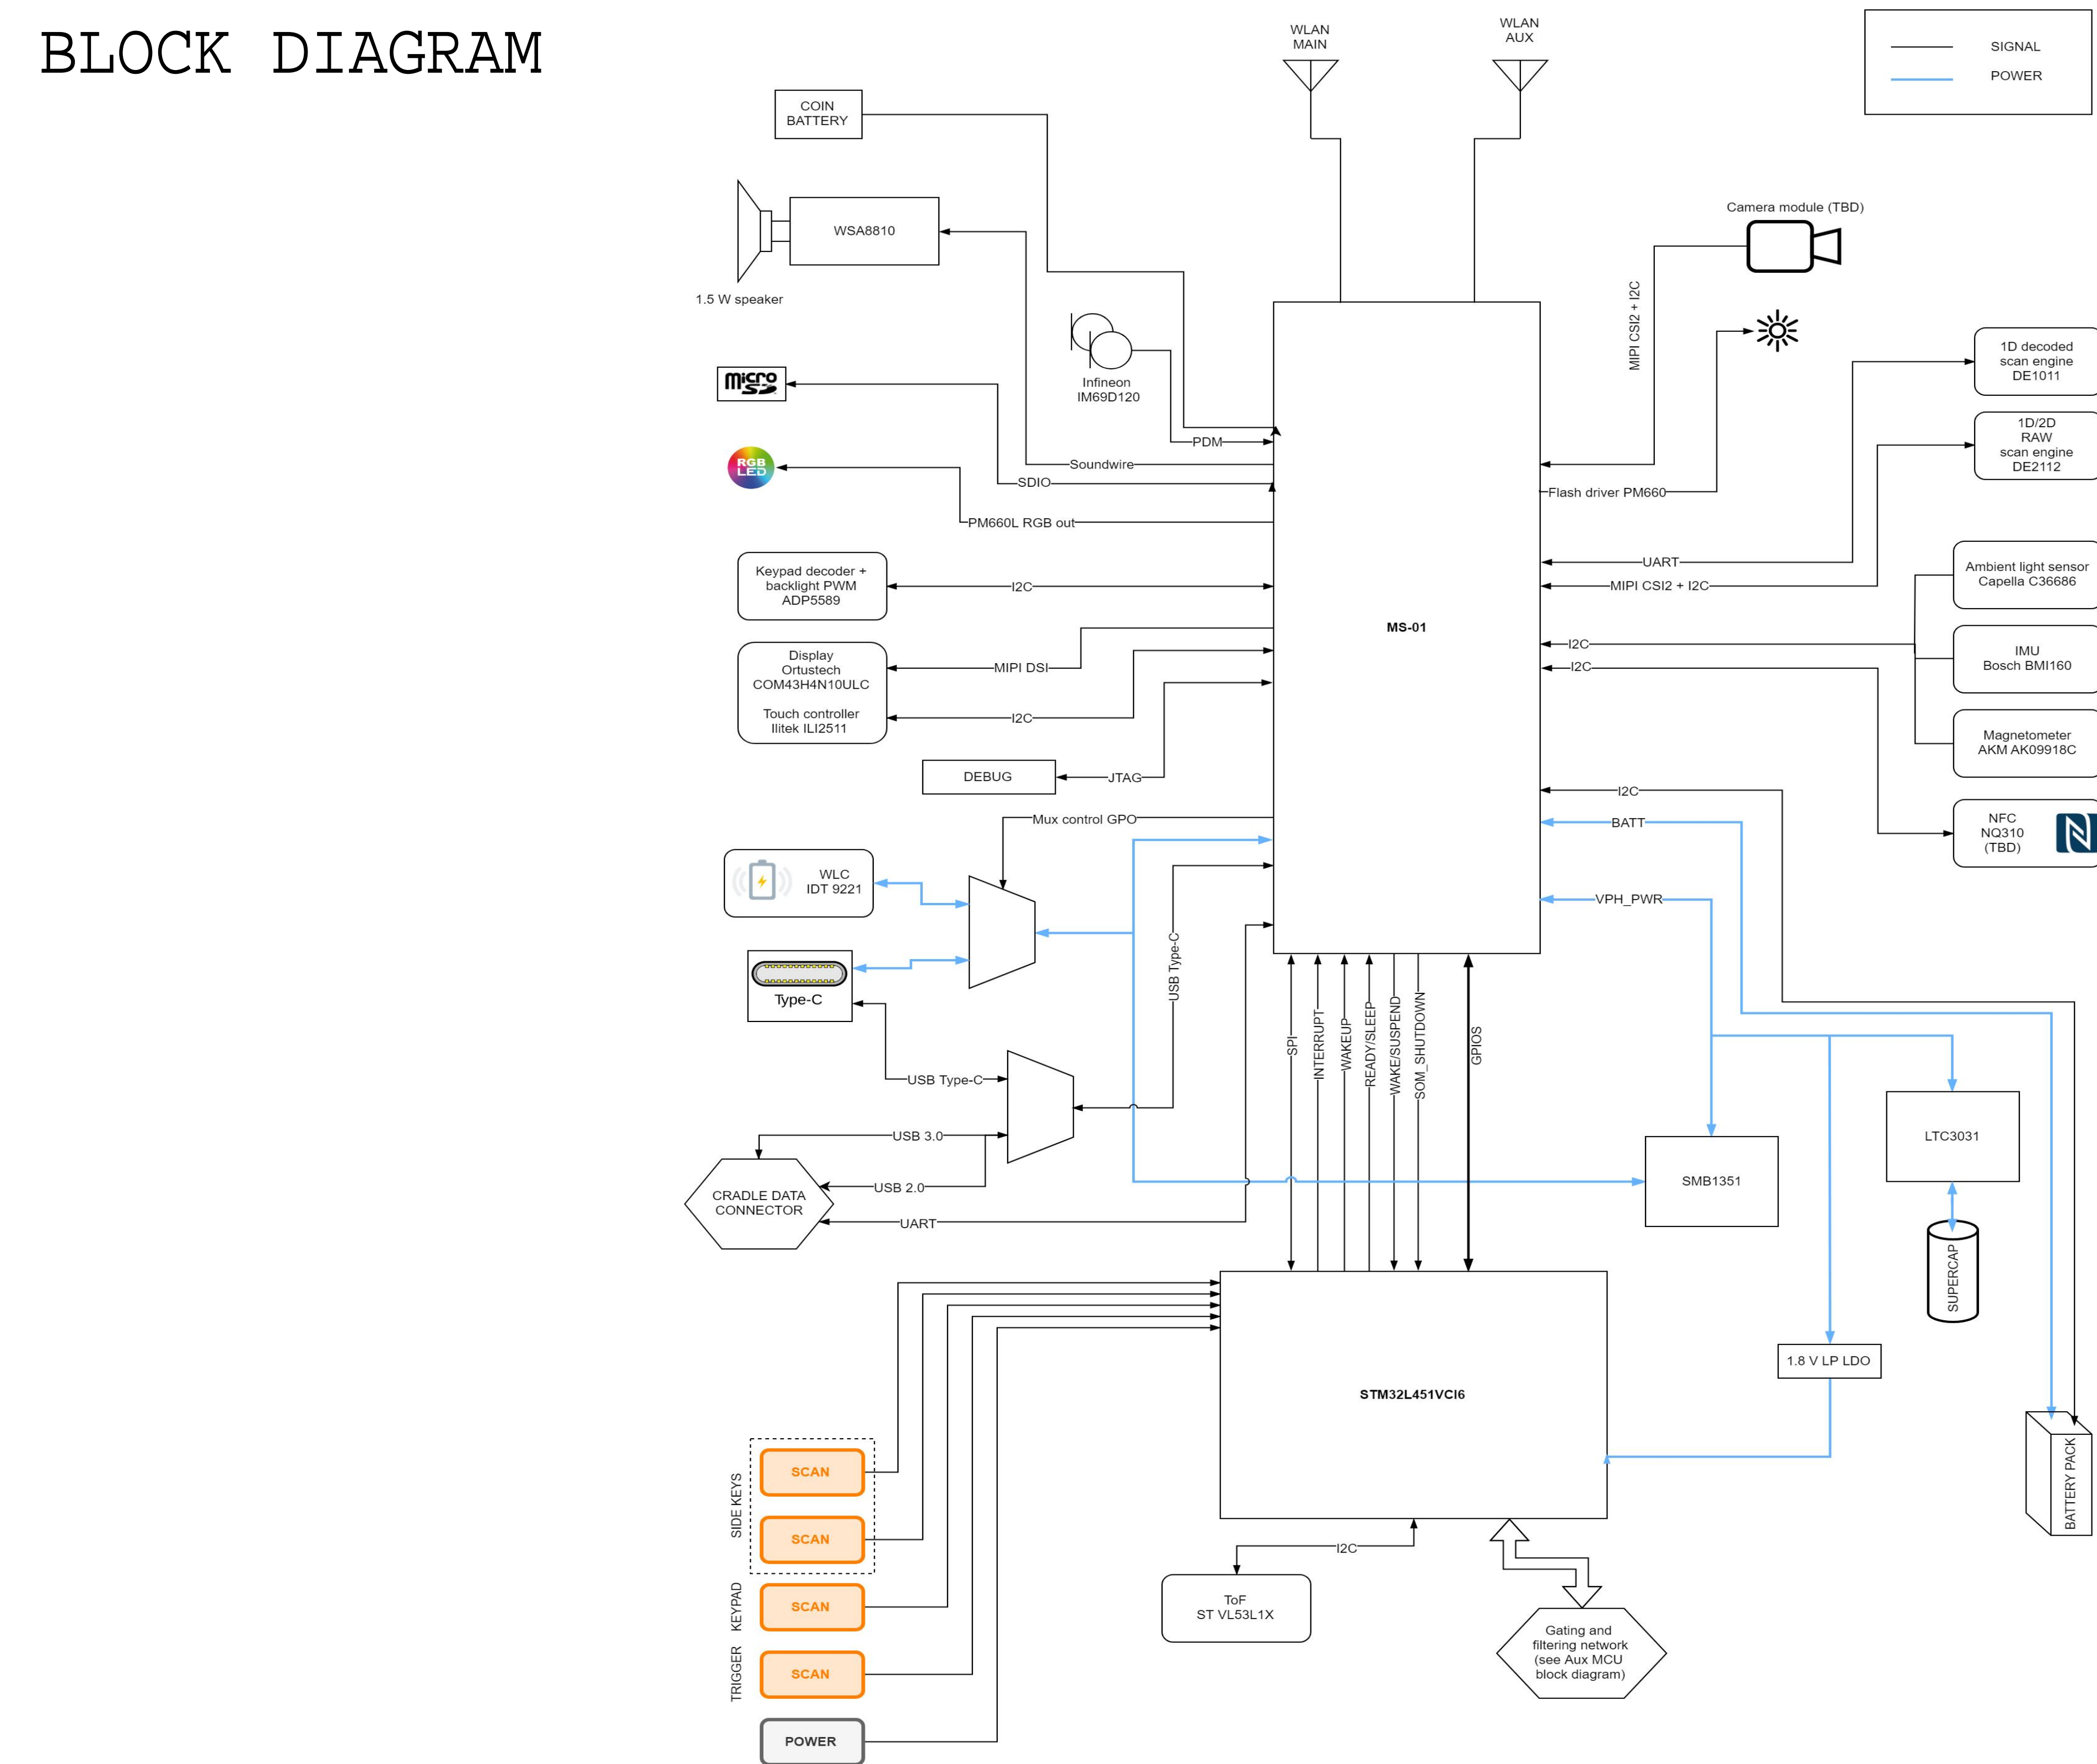 BLOCK DIAGRAM
WLAN
MAIN
WLAN
AUX
SIGNAL
POWER
COIN
BATTERY
WSA8810
1.5 W speaker
Camera module (TBD)
MIPI CSI2 + I2C
Infineon
IM69D120
micro
SD
RGB
LED
PDM
Soundwire
SDIO
PM660L RGB out
Flash driver PM660
1D decoded
scan engine
DE1011
1D/2D
RAW
scan engine
DE2112
Keypad decoder +
backlight PWM
ADP5589
I2C
UART
MIPI CSI2 + I2C
Ambient light sensor
Capella C36686
MS-01
Display
Ortustech
COM43H4N10ULC
Touch controller
Ilitek ILI2511
MIPI DSI
I2C
I2C
I2C
IMU
Bosch BMI160
Magnetometer
AKM AK09918C
DEBUG
JTAG
I2C
Mux control GPO
BATT
NFC
NQ310
(TBD)
WLC
IDT 9221
VPH_PWR
Type-C
USB Type-C
USB Type-C
SPI
INTERRUPT
WAKEUP
READY/SLEEP
WAKE/SUSPEND
SOM_SHUTDOWN
GPIOS
USB 3.0
USB 2.0
UART
CRADLE DATA
CONNECTOR
SMB1351
LTC3031
SUPERCAP
1.8 V LP LDO
STM32L451VCI6
BATTERY PACK
SIDE KEYS
SCAN
SCAN
KEYPAD
SCAN
TRIGGER
SCAN
POWER
I2C
ToF
ST VL53L1X
Gating and
filtering network
(see Aux MCU
block diagram)